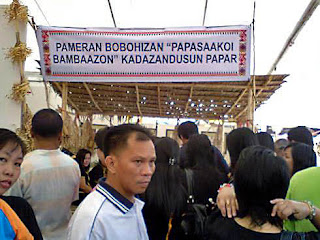 PAMERAN BOBOHIZAN "PAPASAAKOI
BAMBAAZON" KADAZANDUSUN PAPAR